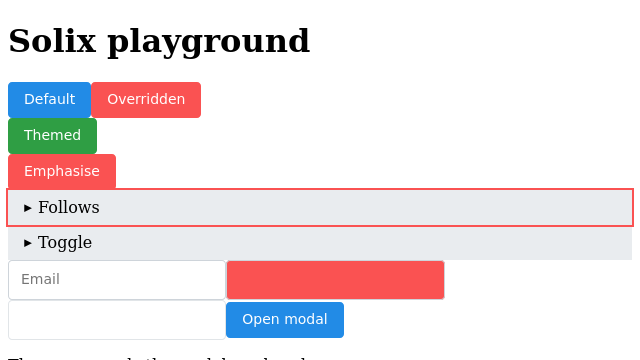 Solix playground
Default Overridden
Themed
Emphasise
▸ Follows
▸ Toggle
Email
Open modal